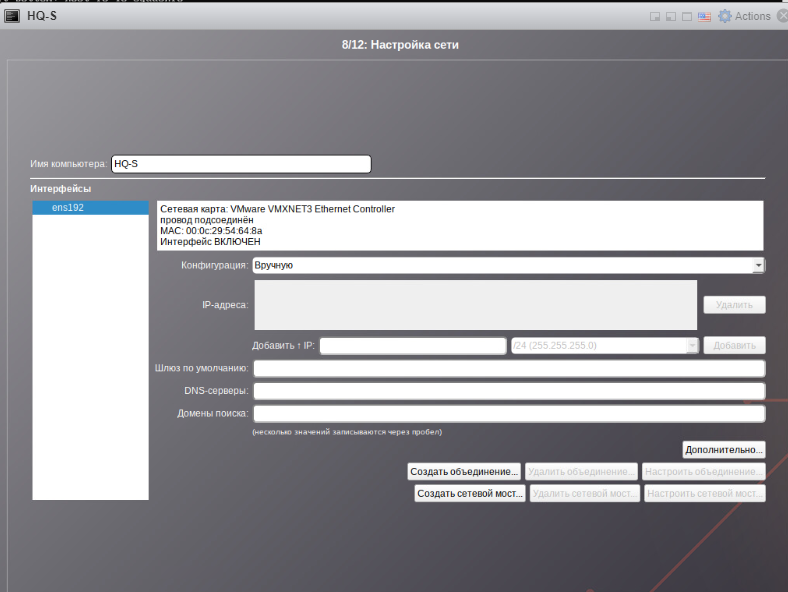 HQ-S
Actions
8/12: Настройка сети
Имя компьютера: HQ-S
Интерфейсы
ens192
Сетевая карта: VMware VMXNET3 Ethernet Controller
провод подсоединён
MAC: 00:0c:29:54:64:8a
Интерфейс ВКЛЮЧЕН
Конфигурация: Вручную
IP-адреса:
Удалить
Добавить ↑ IP: /24 (255.255.255.0) Добавить
Шлюз по умолчанию:
DNS-серверы:
Домены поиска:
(несколько значений записываются через пробел)
Дополнительно...
Создать объединение... Удалить объединение... Настроить объединение...
Создать сетевой мост... Удалить сетевой мост... Настроить сетевой мост...